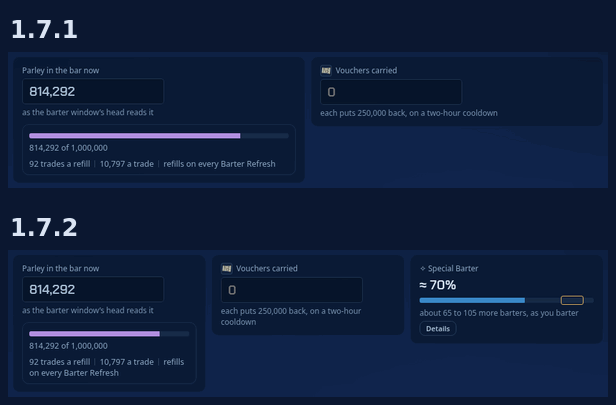 1.7.1
Parley in the bar now
814,292
as the barter window's head reads it
814,292 of 1,000,000
92 trades a refill | 10,797 a trade | refills on every Barter Refresh
Vouchers carried
0
each puts 250,000 back, on a two-hour cooldown
1.7.2
Parley in the bar now
814,292
as the barter window's head reads it
814,292 of 1,000,000
92 trades a refill | 10,797 a trade | refills
on every Barter Refresh
Vouchers carried
0
each puts 250,000 back, on a two-hour
cooldown
✧ Special Barter
≈ 70%
about 65 to 105 more barters, as you barter
Details